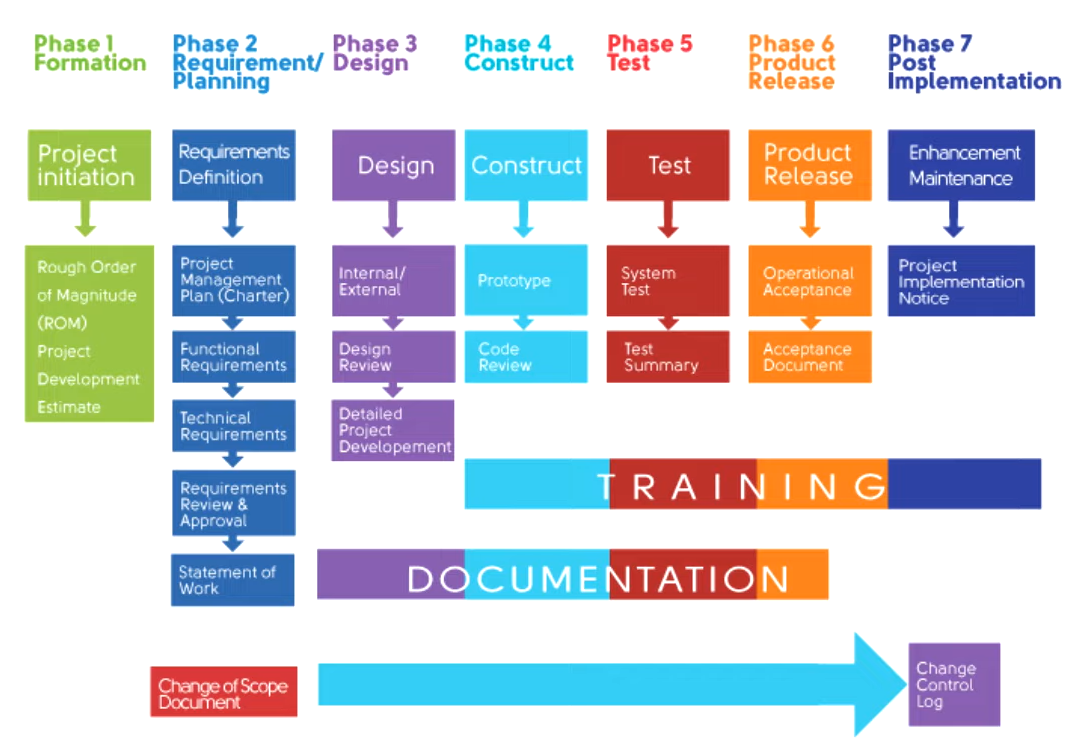 Phase 1
Formation
Phase 2
Requirement/
Planning
Phase 3
Design
Phase 4
Construct
Phase 5
Test
Phase 6
Product
Release
Phase 7
Post
Implementation
Project
initiation
Requirements
Definition
Design
Construct
Test
Product
Release
Enhancement
Maintenance
Rough Order
of Magnitude
(ROM)
Project
Development
Estimate
Project
Management
Plan (Charter)
Functional
Requirements
Technical
Requirements
Requirements
Review &
Approval
Statement of
Work
Internal/
External
Design
Review
Detailed
Project
Developement
Prototype
Code
Review
System
Test
Test
Summary
Operational
Acceptance
Acceptance
Document
Project
Implementation
Notice
TRAINING
DOCUMENTATION
Change of Scope
Document
Change
Control
Log